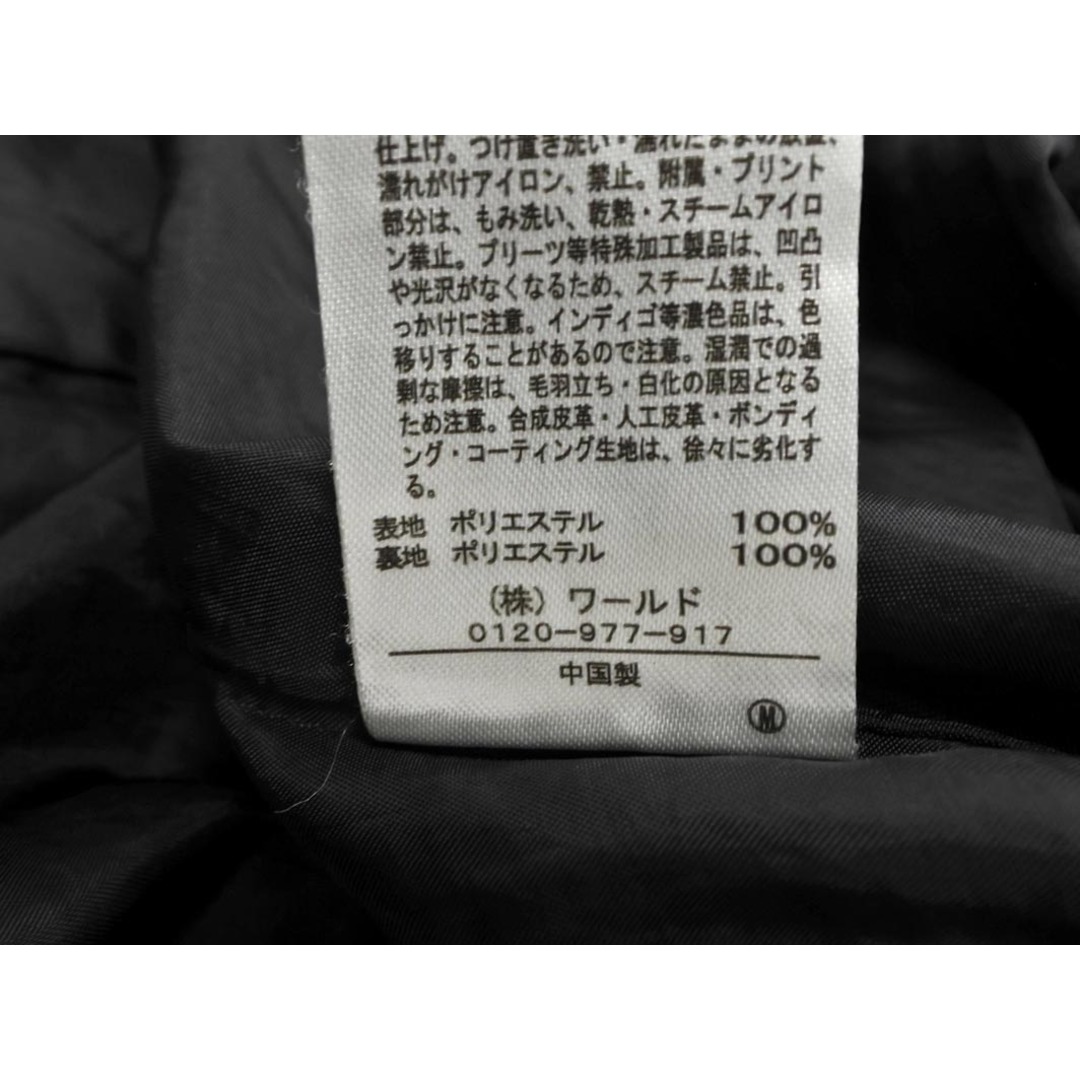 仕上げ。つけ置き洗い・濡れたままの放置、
濡れがけアイロン、禁止。附属・プリント
部分は、もみ洗い、乾熱・スチームアイロ
ン禁止。プリーツ等特殊加工製品は、凹凸
や光沢がなくなるため、スチーム禁止。引
っかけに注意。インディゴ等濃色品は、色
移りすることがあるので注意。湿潤での過
剰な摩擦は、毛羽立ち・白化の原因となる
ため注意。合成皮革・人工皮革・ボンディ
ング・コーティング生地は、徐々に劣化す
る。
表地 ポリエステル 100%
裏地 ポリエステル 100%
(株) ワールド
0120-977-917
中国製
Ⓜ